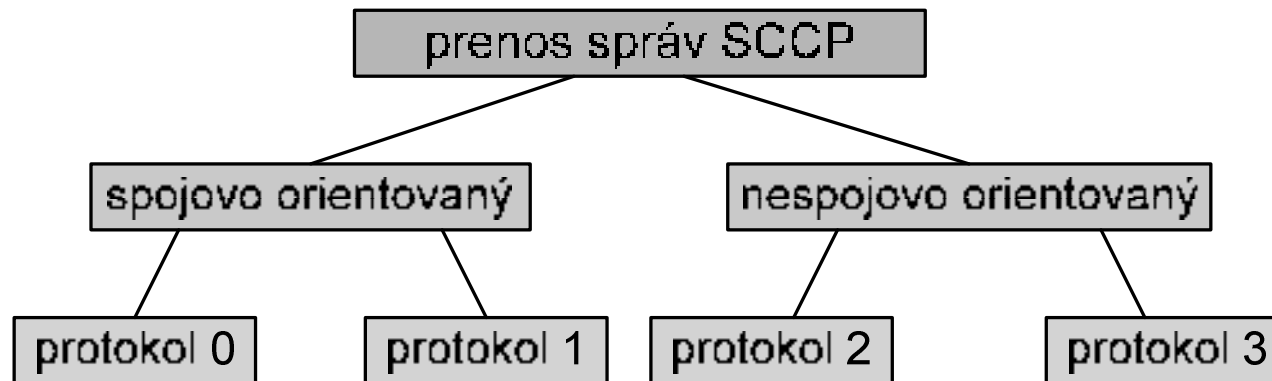 prenos správ SCCP
spojovo orientovaný
nespojovo orientovaný
protokol 0
protokol 1
protokol 2
protokol 3